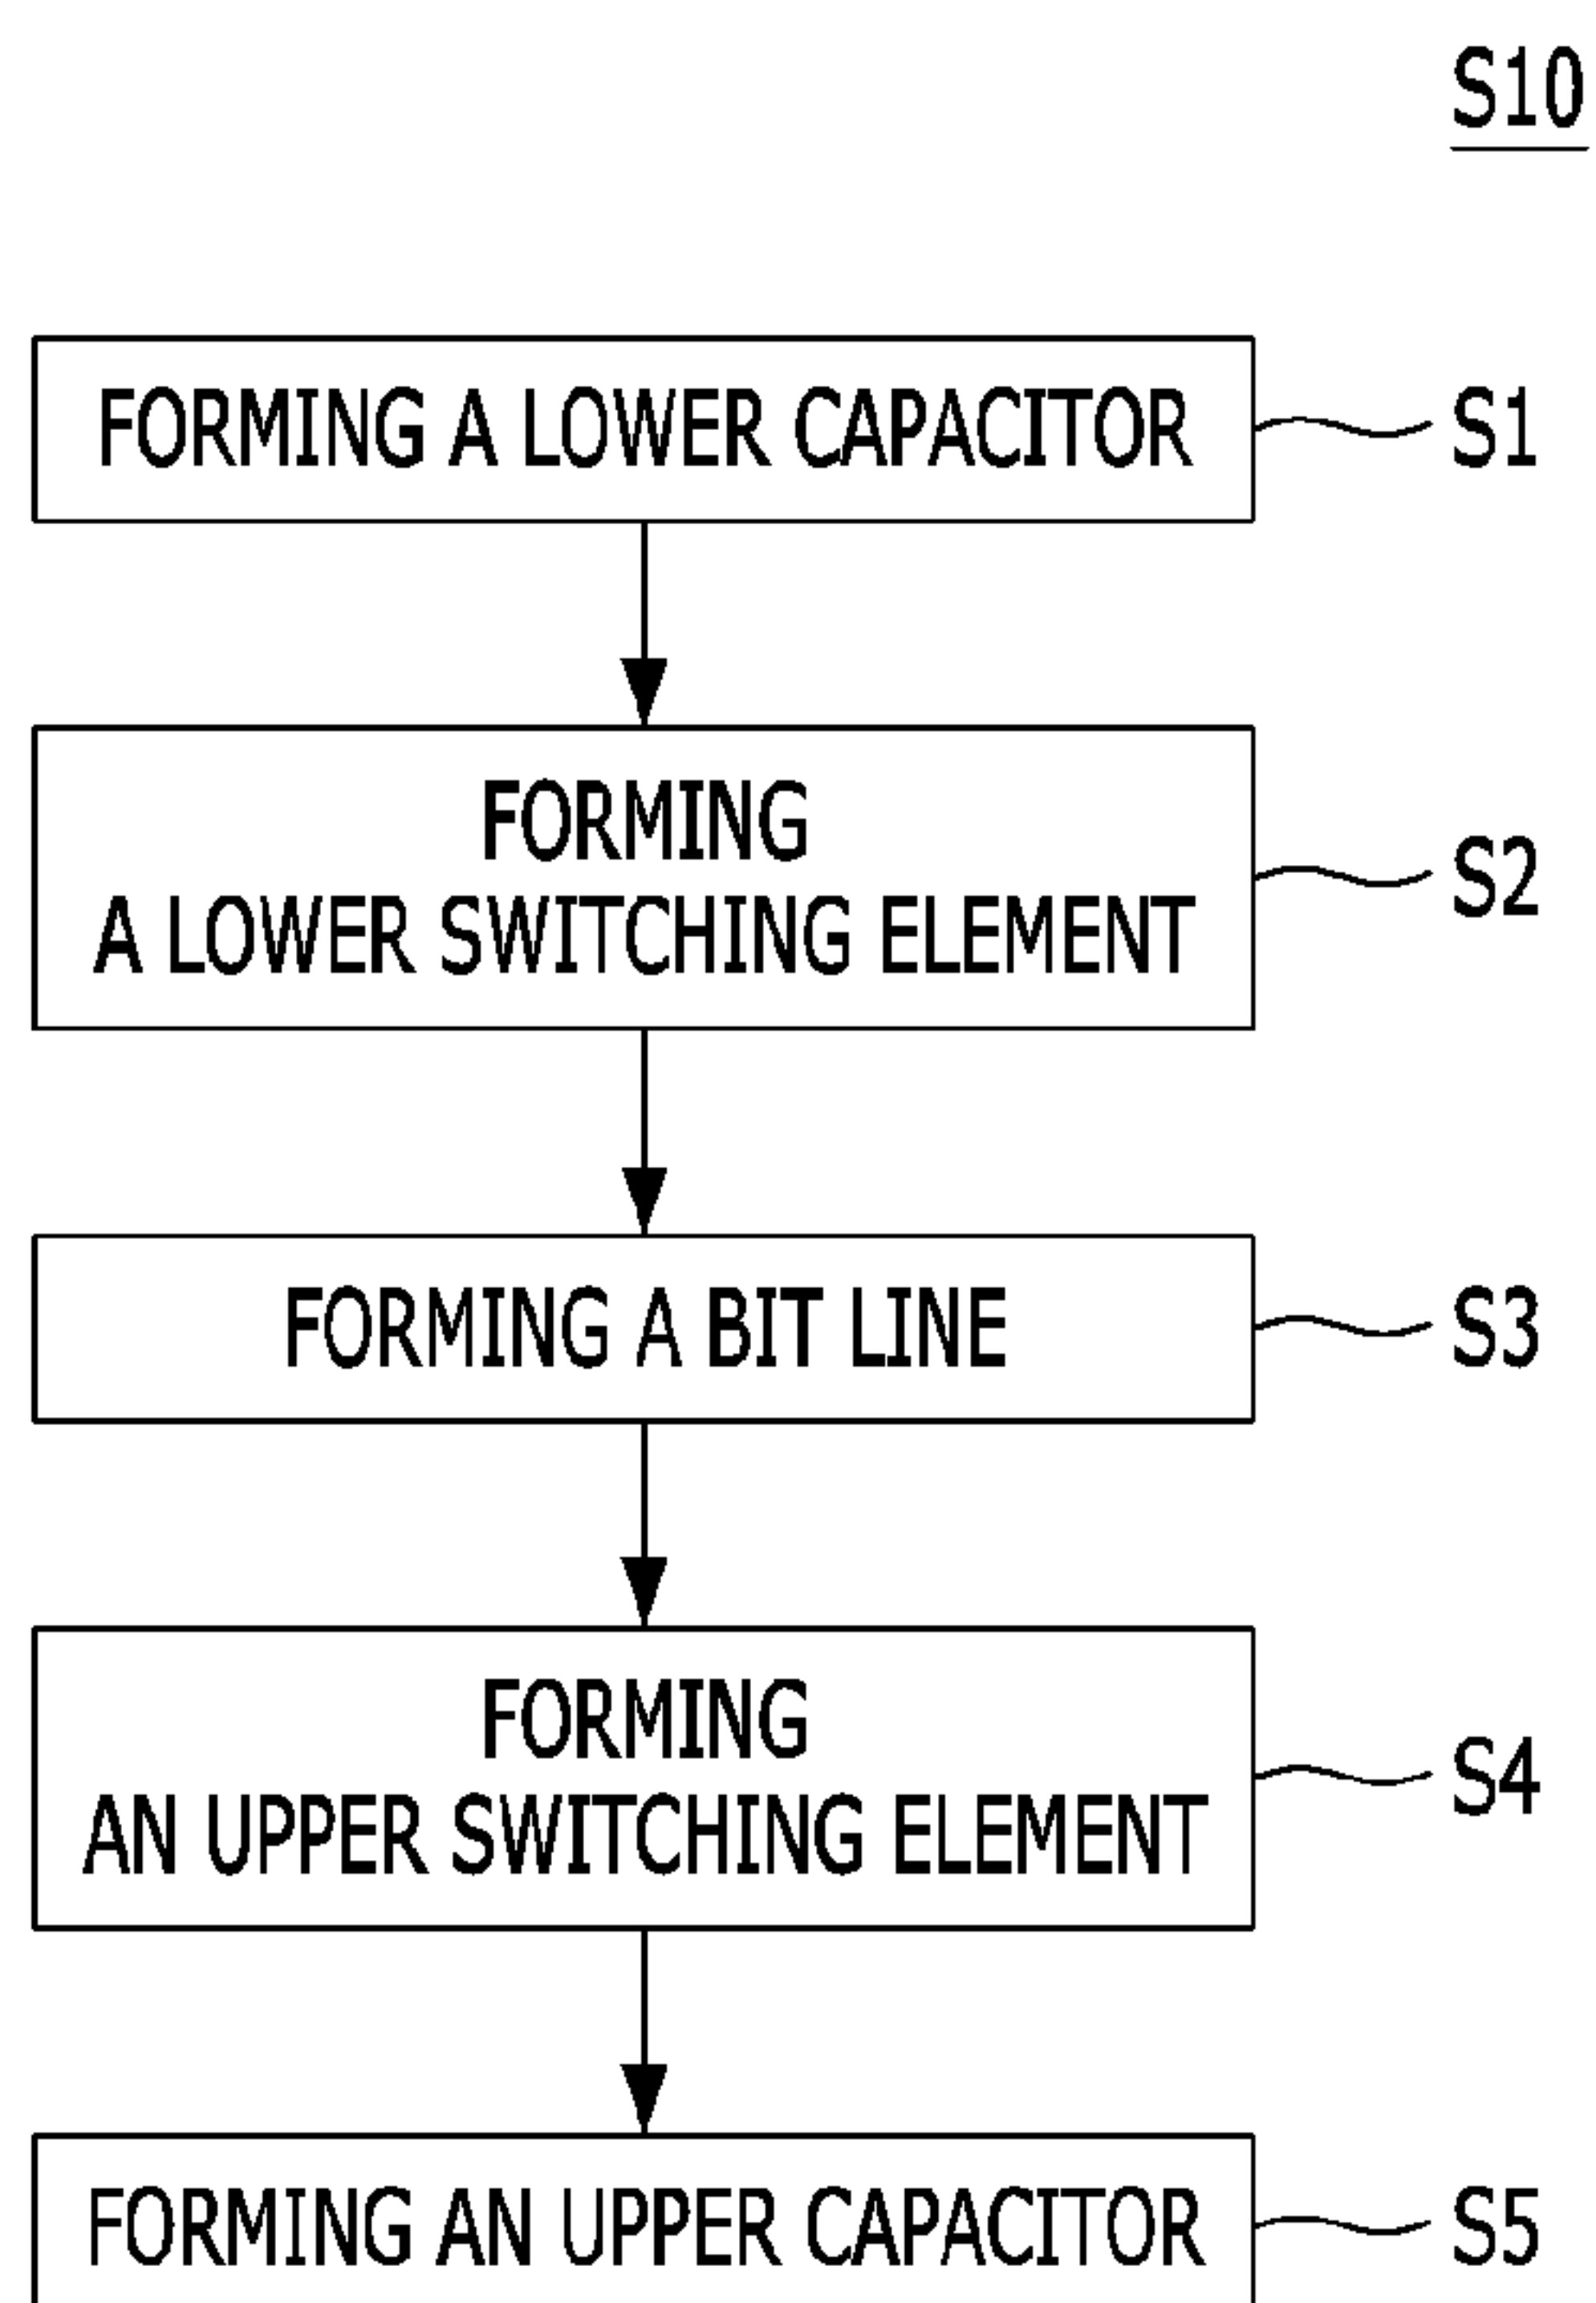 S10
FORMING A LOWER CAPACITOR
S1
FORMING
A LOWER SWITCHING ELEMENT
S2
FORMING A BIT LINE
S3
FORMING
AN UPPER SWITCHING ELEMENT
S4
FORMING AN UPPER CAPACITOR
S5